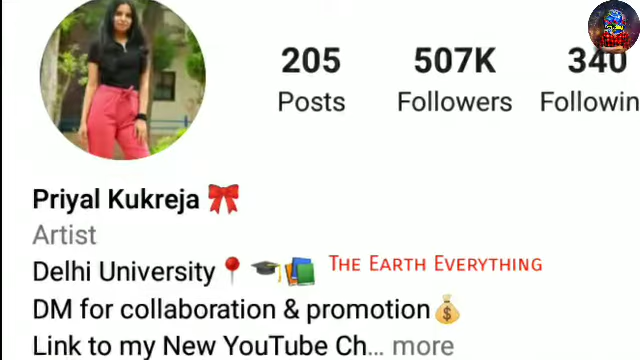 205 507K 340
Posts Followers Followin
Priyal Kukreja 🎀
Artist
Delhi University📍🎓📚 The Earth Everything
DM for collaboration & promotion💰
Link to my New YouTube Ch... more